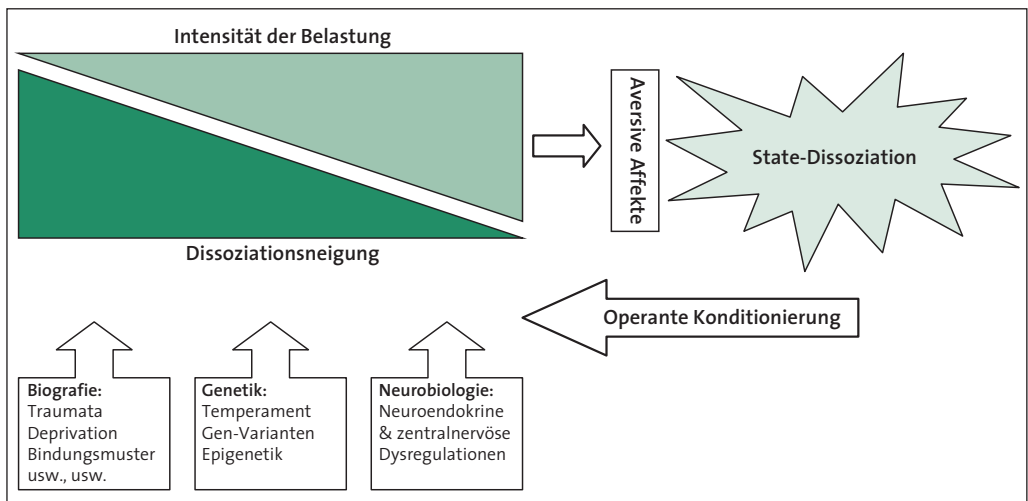 Intensität der Belastung
Aversive Affekte
State-Dissoziation
Dissoziationsneigung
Operante Konditionierung
Biografie:
Traumata
Deprivation
Bindungsmuster
usw., usw.
Genetik:
Temperament
Gen-Varianten
Epigenetik
Neurobiologie:
Neuroendokrine
& zentralnervöse
Dysregulationen